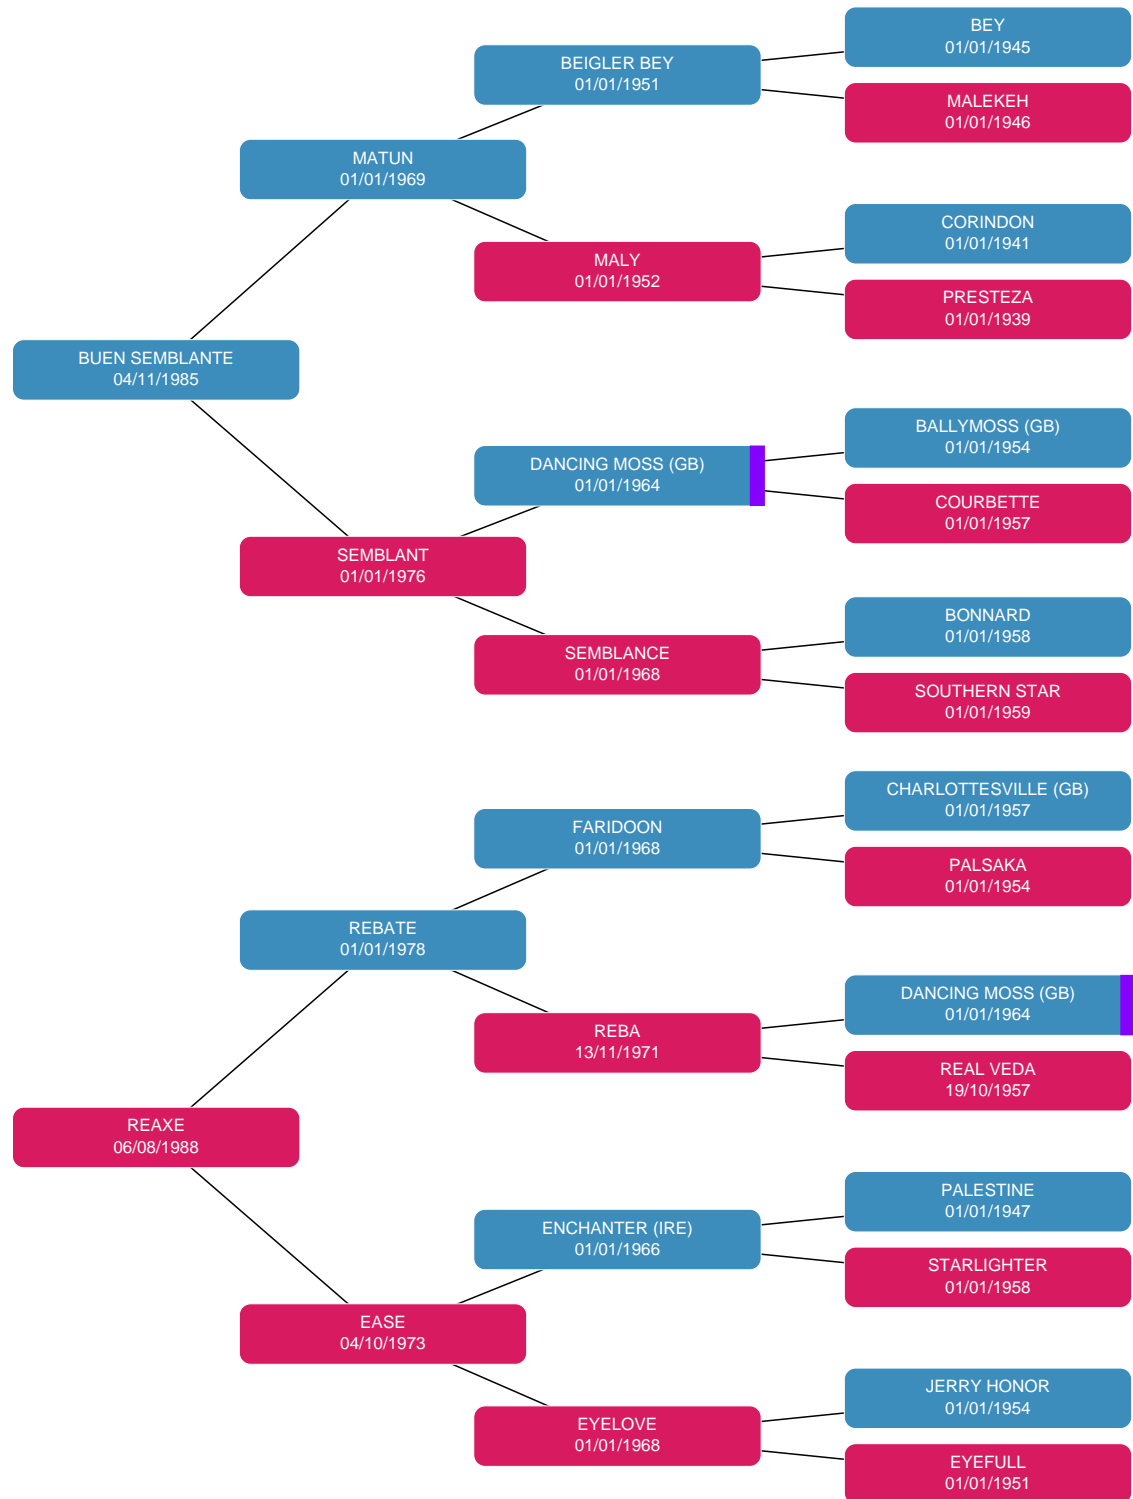 BEY
01/01/1945
BEIGLER BEY
01/01/1951
MALEKEH
01/01/1946
MATUN
01/01/1969
CORINDON
01/01/1941
MALY
01/01/1952
PRESTEZA
01/01/1939
BUEN SEMBLANTE
04/11/1985
BALLYMOSS (GB)
01/01/1954
DANCING MOSS (GB)
01/01/1964
COURBETTE
01/01/1957
SEMBLANT
01/01/1976
BONNARD
01/01/1958
SEMBLANCE
01/01/1968
SOUTHERN STAR
01/01/1959
CHARLOTTESVILLE (GB)
01/01/1957
FARIDOON
01/01/1968
PALSAKA
01/01/1954
REBATE
01/01/1978
DANCING MOSS (GB)
01/01/1964
REBA
13/11/1971
REAL VEDA
19/10/1957
REAXE
06/08/1988
PALESTINE
01/01/1947
ENCHANTER (IRE)
01/01/1966
STARLIGHTER
01/01/1958
EASE
04/10/1973
JERRY HONOR
01/01/1954
EYELOVE
01/01/1968
EYEFULL
01/01/1951